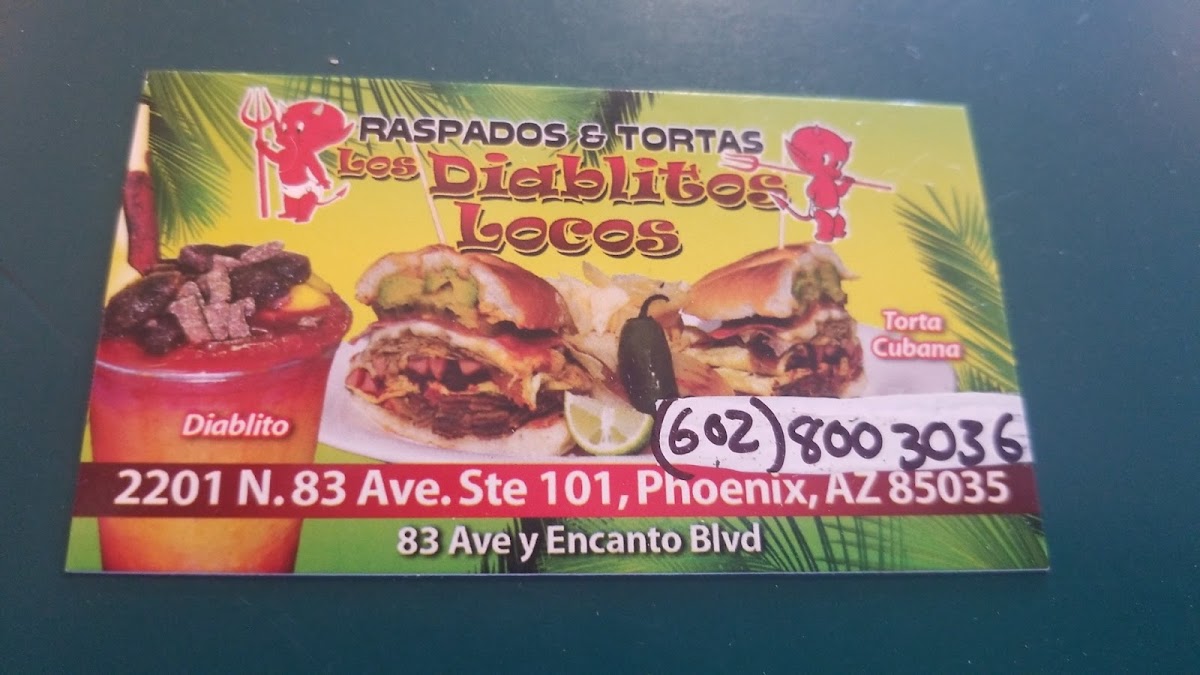 RASPADOS & TORTAS
Los Diablitos
Locos
Torta
Cubana
Diablito
(602) 800 3036
2201 N. 83 Ave. Ste 101, Phoenix, AZ 85035
83 Ave y Encanto Blvd